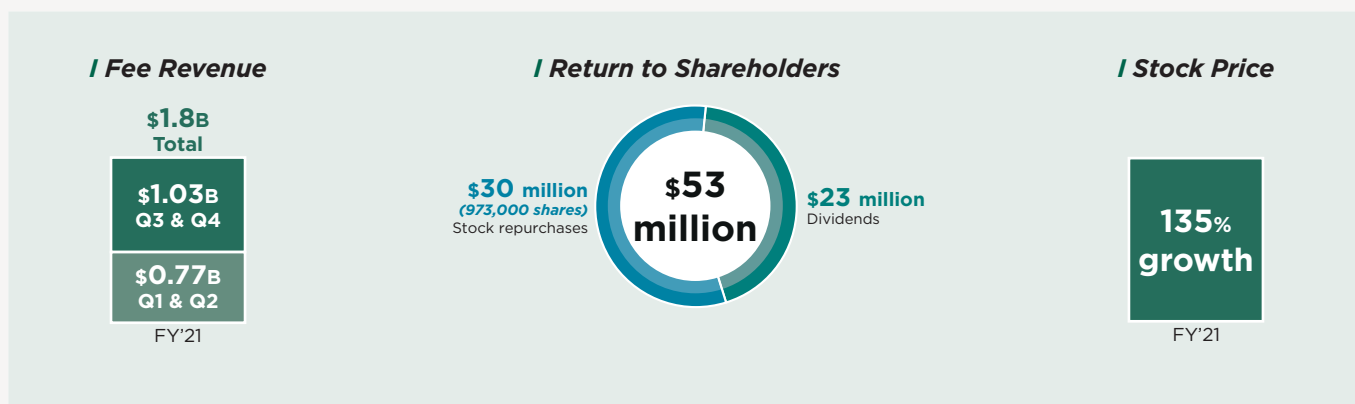 / Fee Revenue
$1.8B
Total
$1.03B
Q3 & Q4
$0.77B
Q1 & Q2
FY'21
/ Return to Shareholders
$30 million
(973,000 shares)
Stock repurchases
$53
million
$23 million
Dividends
/ Stock Price
135%
growth
FY'21